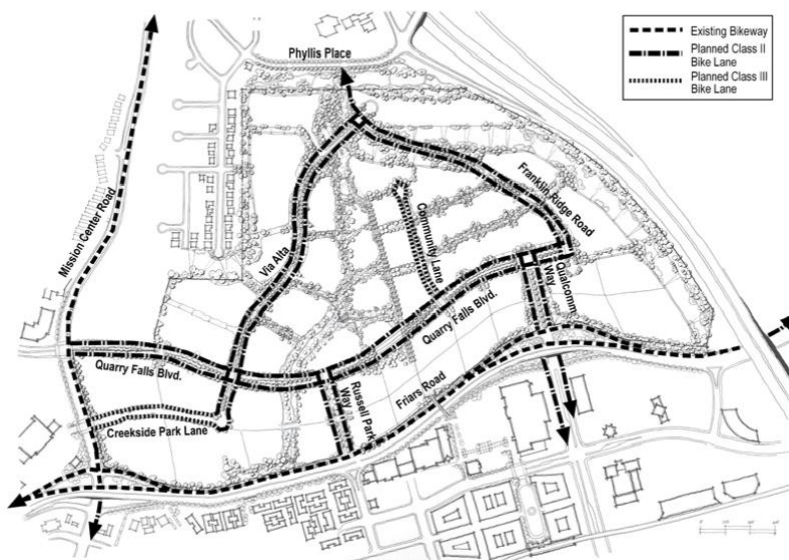 Existing Bikeway
Planned Class II
Bike Lane
Planned Class III
Bike Lane
Phyllis Place
Mission Center Road
Via Alta
Community Lane
Franklin Ridge Road
Qualcomm
Way
Quarry Falls Blvd.
Quarry Falls Blvd.
Russell Park
Way
Friars Road
Creekside Park Lane